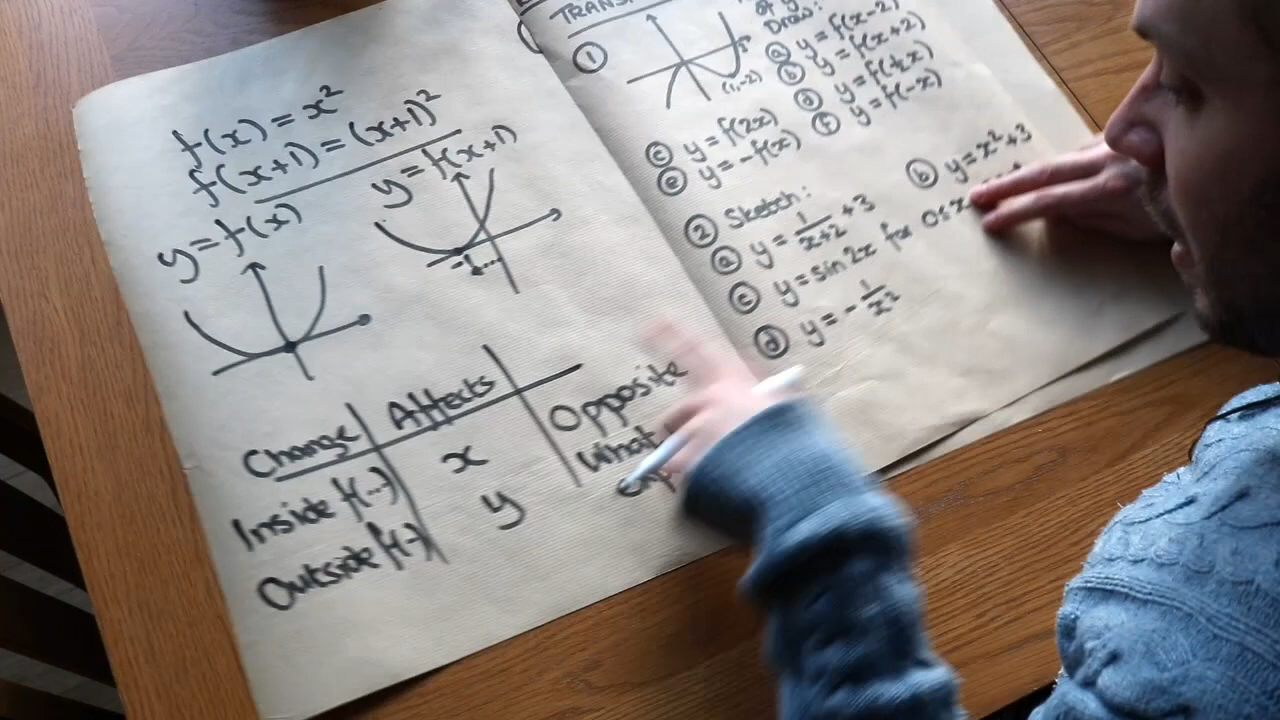 f(x) = x²
f(x+1) = (x+1)²
y = f(x)
y = f(x+1)
-1
Change Affects Opposite
Inside f(...) x What
Outside f(...) y
①
(1,-2)
Draw:
ⓐ y = f(x-2)
ⓑ y = f(x+2)
ⓒ y = f(2x)
ⓓ y = f(½x)
ⓔ y = -f(x)
ⓕ y = f(-x)
② Sketch:
ⓐ y = 1/(x+2) + 3
ⓑ y = x² + 3
ⓒ y = sin 2x for 0≤x
ⓓ y = - 1/x²